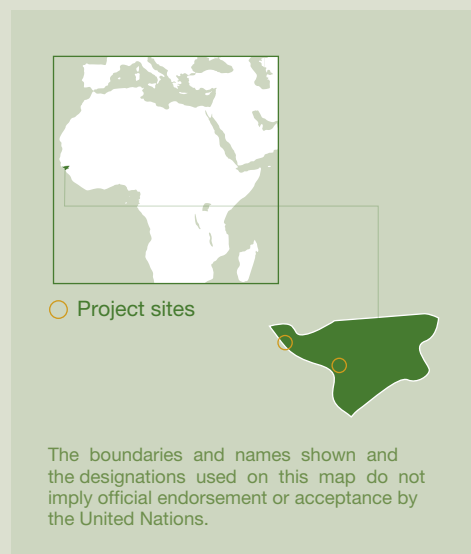 Project sites
The boundaries and names shown and
the designations used on this map do not
imply official endorsement or acceptance by
the United Nations.